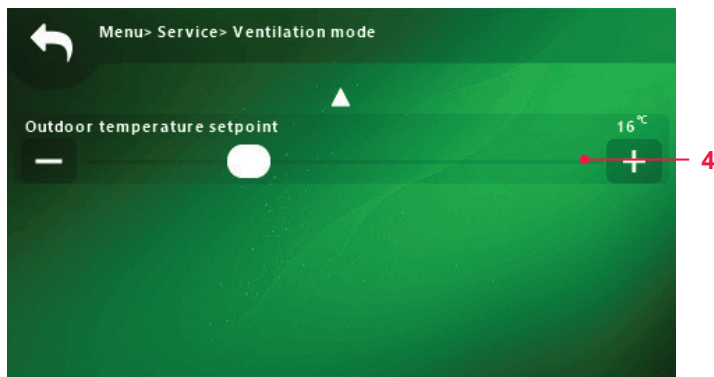 Menu> Service> Ventilation mode
Outdoor temperature setpoint
16°C
4